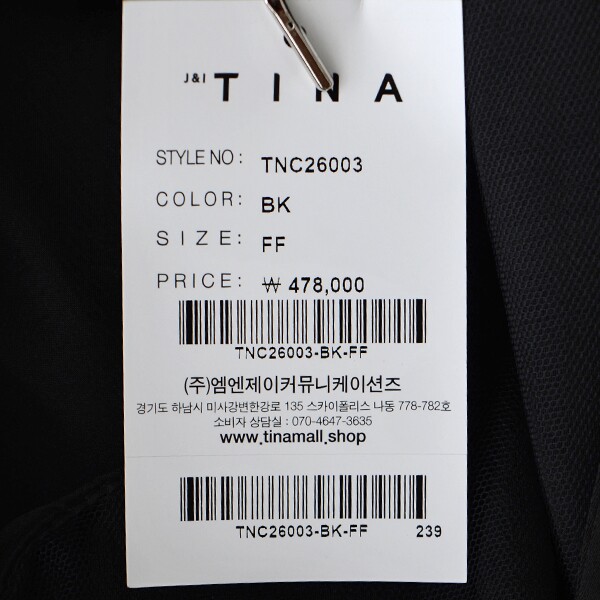 J&I TINA
STYLE NO : TNC26003
COLOR: BK
SIZE: FF
PRICE: ₩ 478,000
TNC26003-BK-FF
(주)엠엔제이커뮤니케이션즈
경기도 하남시 미사강변한강로 135 스카이폴리스 나동 778-782호
소비자 상담실 : 070-4647-3635
www.tinamall.shop
TNC26003-BK-FF 239